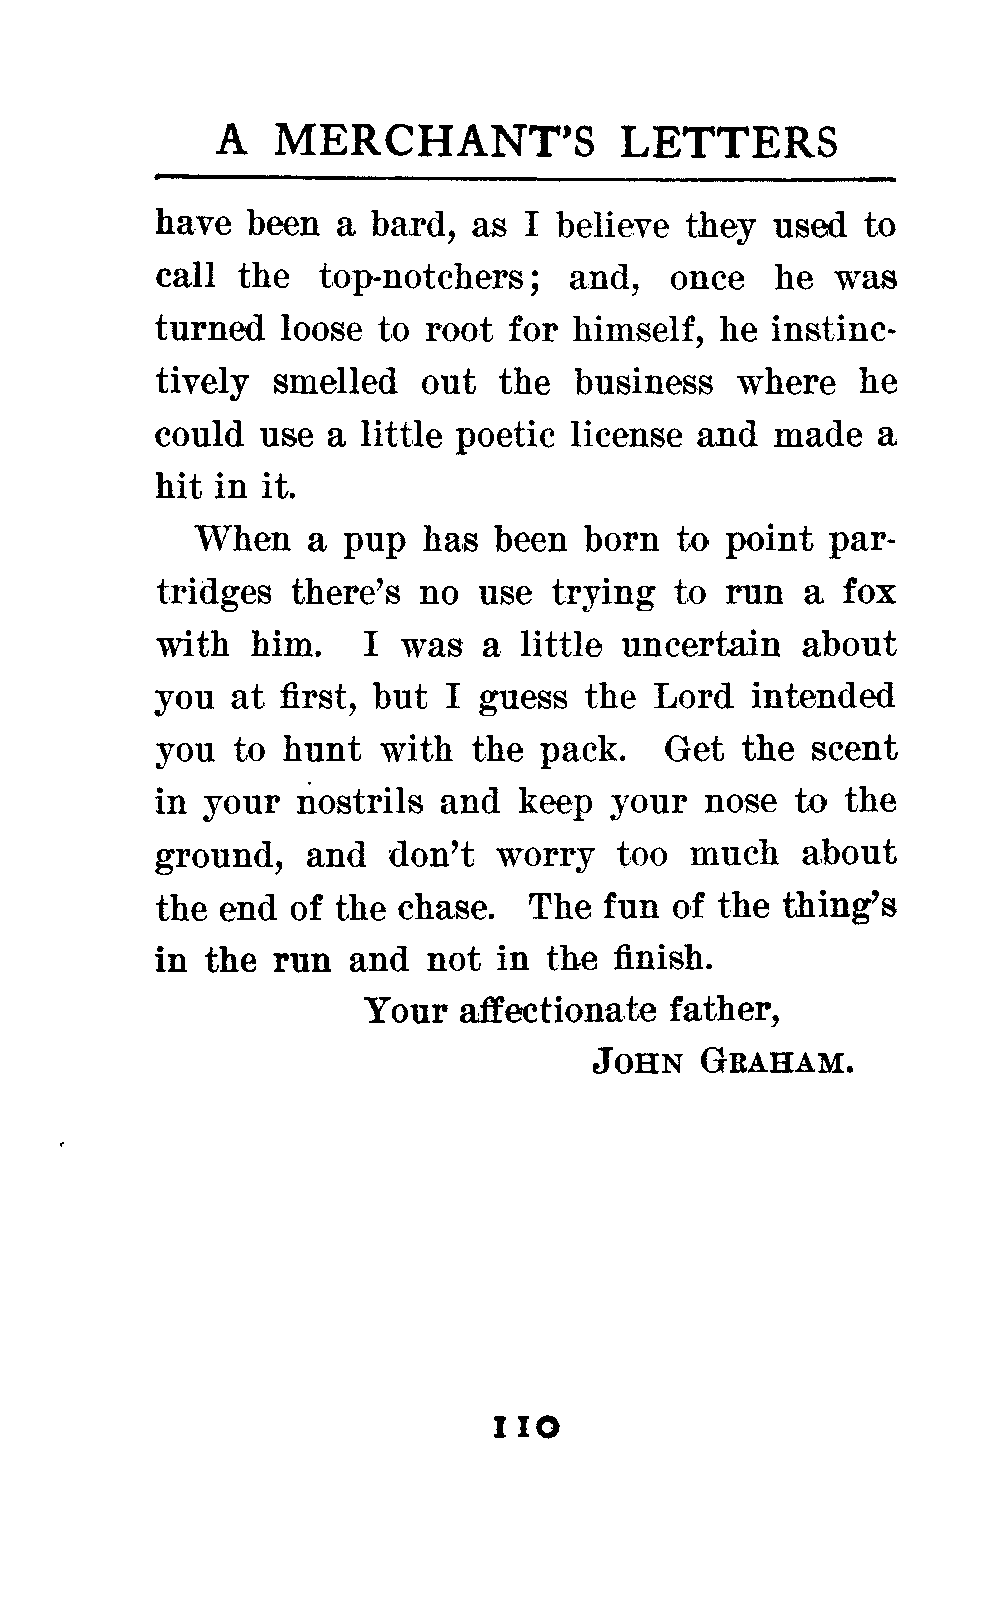 A MERCHANT'S LETTERS
have been a bard, as I believe they used to
call the top-notchers; and, once he was
turned loose to root for himself, he instinc-
tively smelled out the business where he
could use a little poetic license and made a
hit in it.
When a pup has been born to point par-
tridges there's no use trying to run a fox
with him. I was a little uncertain about
you at first, but I guess the Lord intended
you to hunt with the pack. Get the scent
in your nostrils and keep your nose to the
ground, and don't worry too much about
the end of the chase. The fun of the thing's
in the run and not in the finish.
Your affectionate father,
JOHN GRAHAM.
110